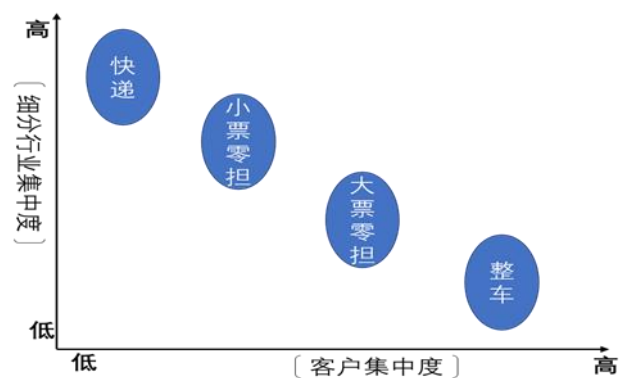 高
快递
小票零担
大票零担
整车
〔细分行业集中度〕
低
低
〔客户集中度〕
高